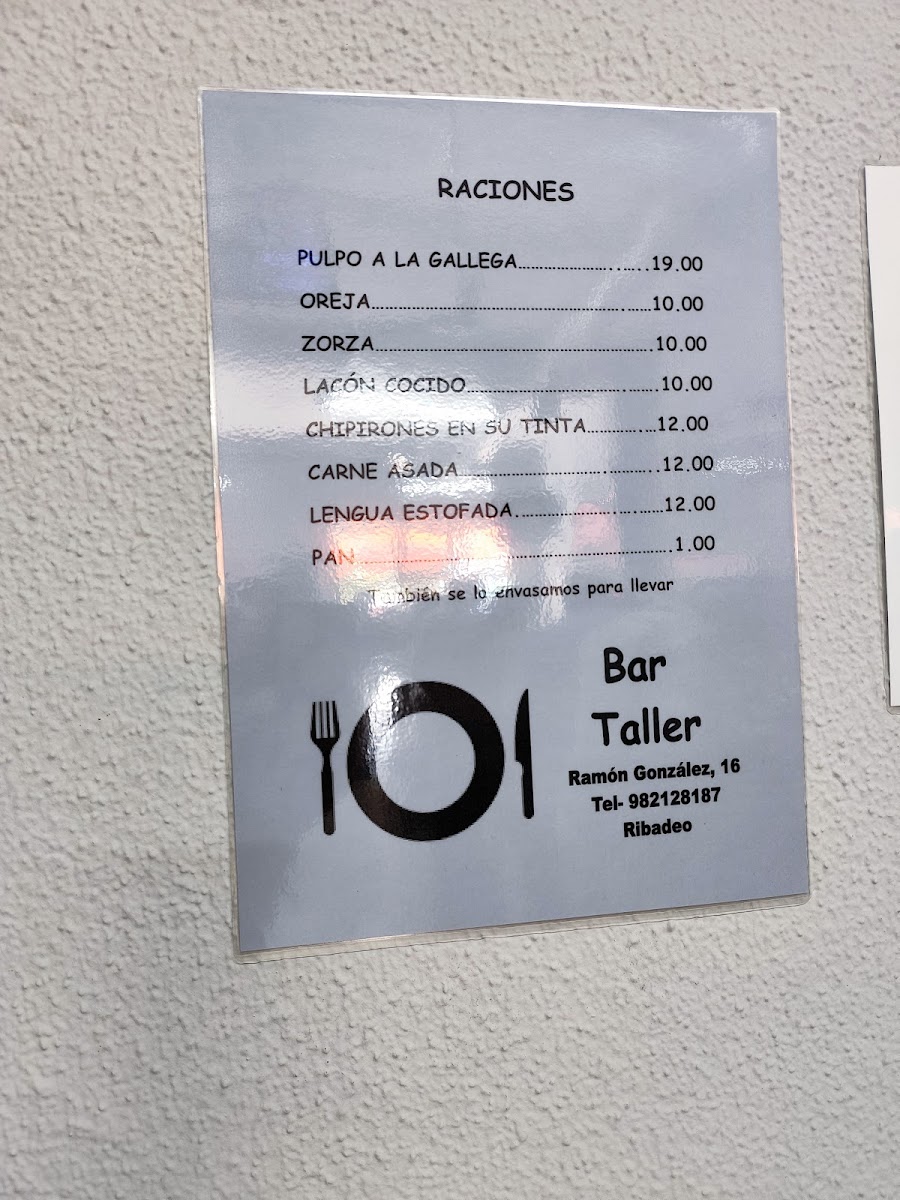 RACIONES
PULPO A LA GALLEGA..............................19.00
OREJA..............................10.00
ZORZA..............................10.00
LACÓN COCIDO..............................10.00
CHIPIRONES EN SU TINTA...............12.00
CARNE ASADA..............................12.00
LENGUA ESTOFADA..............................12.00
PAN..............................1.00
También se lo envasamos para llevar
Bar
Taller
Ramón González, 16
Tel- 982128187
Ribadeo